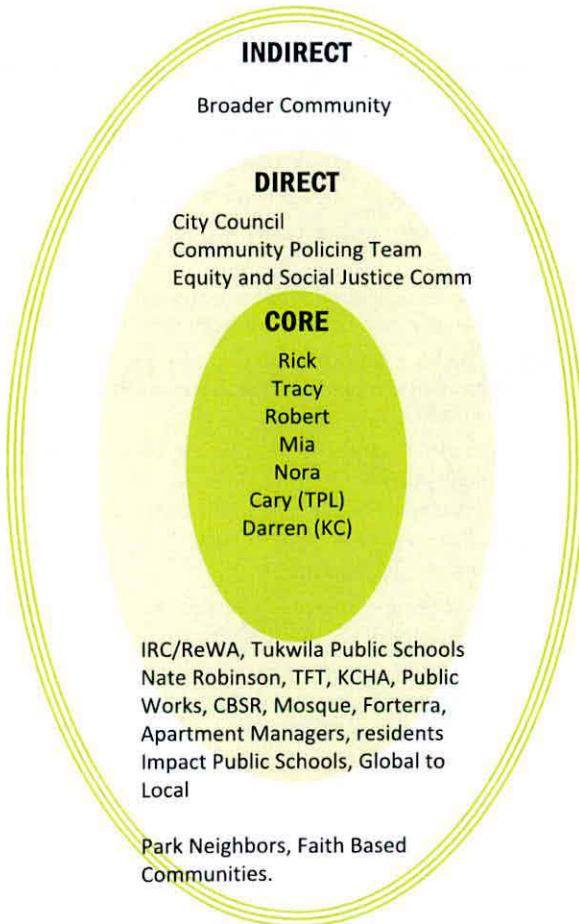 INDIRECT
Broader Community
DIRECT
City Council
Community Policing Team
Equity and Social Justice Comm
CORE
Rick
Tracy
Robert
Mia
Nora
Cary (TPL)
Darren (KC)
IRC/ReWA, Tukwila Public Schools
Nate Robinson, TFT, KCHA, Public
Works, CBSR, Mosque, Forterra,
Apartment Managers, residents
Impact Public Schools, Global to
Local
Park Neighbors, Faith Based
Communities.